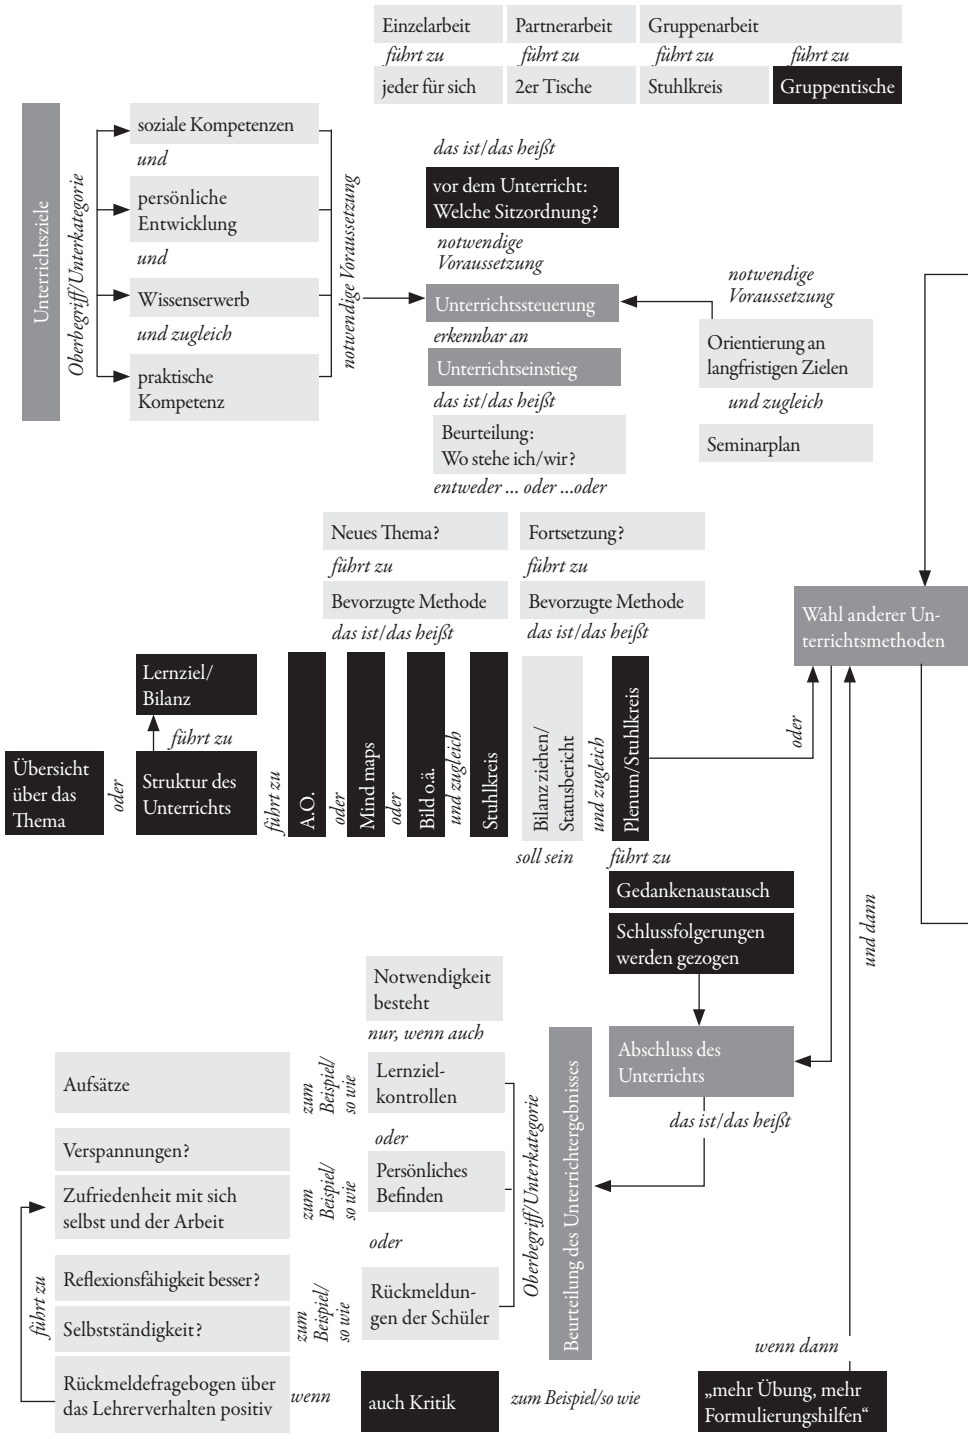 Einzelarbeit
Partnerarbeit
Gruppenarbeit
führt zu
führt zu
führt zu
führt zu
jeder für sich
2er Tische
Stuhlkreis
Gruppentische
Unterrichtsziele
Oberbegriff/Unterkategorie
soziale Kompetenzen
und
persönliche
Entwicklung
und
Wissenserwerb
und zugleich
praktische
Kompetenz
notwendige Voraussetzung
das ist/das heißt
vor dem Unterricht:
Welche Sitzordnung?
notwendige
Voraussetzung
Unterrichtssteuerung
erkennbar an
Unterrichtseinstieg
das ist/das heißt
Beurteilung:
Wo stehe ich/wir?
entweder ... oder ...oder
notwendige
Voraussetzung
Orientierung an
langfristigen Zielen
und zugleich
Seminarplan
Neues Thema?
führt zu
Bevorzugte Methode
das ist/das heißt
Fortsetzung?
führt zu
Bevorzugte Methode
das ist/das heißt
Wahl anderer Un-
terrichtsmethoden
Lernziel/
Bilanz
führt zu
Übersicht
über das
Thema
oder
Struktur des
Unterrichts
führt zu
A.O.
oder
Mind maps
oder
Bild o.ä.
und zugleich
Stuhlkreis
Bilanz ziehen/
Statusbericht
und zugleich
Plenum/Stuhlkreis
oder
soll sein
führt zu
Gedankenaustausch
Schlussfolgerungen
werden gezogen
und dann
Notwendigkeit
besteht
nur, wenn auch
Abschluss des
Unterrichts
das ist/das heißt
Aufsätze
zum
Beispiel/
so wie
Lernziel-
kontrollen
oder
Verspannungen?
Zufriedenheit mit sich
selbst und der Arbeit
zum
Beispiel/
so wie
Persönliches
Befinden
oder
Reflexionsfähigkeit besser?
Selbstständigkeit?
zum
Beispiel/
so wie
Rückmeldun-
gen der Schüler
Oberbegriff/Unterkategorie
Beurteilung des Unterrichtergebnisses
führt zu
Rückmeldefragebogen über
das Lehrerverhalten positiv
wenn
auch Kritik
zum Beispiel/so wie
wenn dann
„mehr Übung, mehr
Formulierungshilfen“